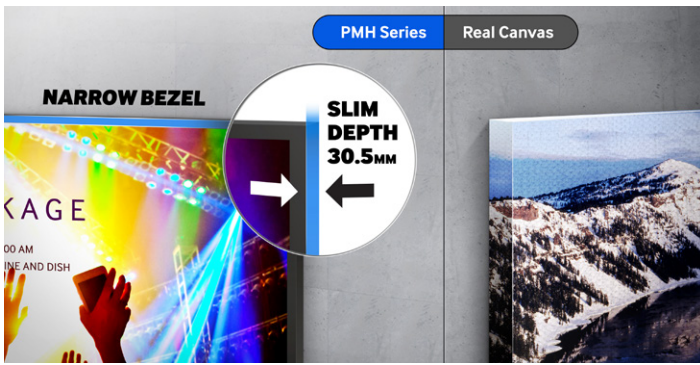 PMH Series
Real Canvas
NARROW BEZEL
SLIM
DEPTH
30.5MM
KAGE
00 AM
INE AND DISH